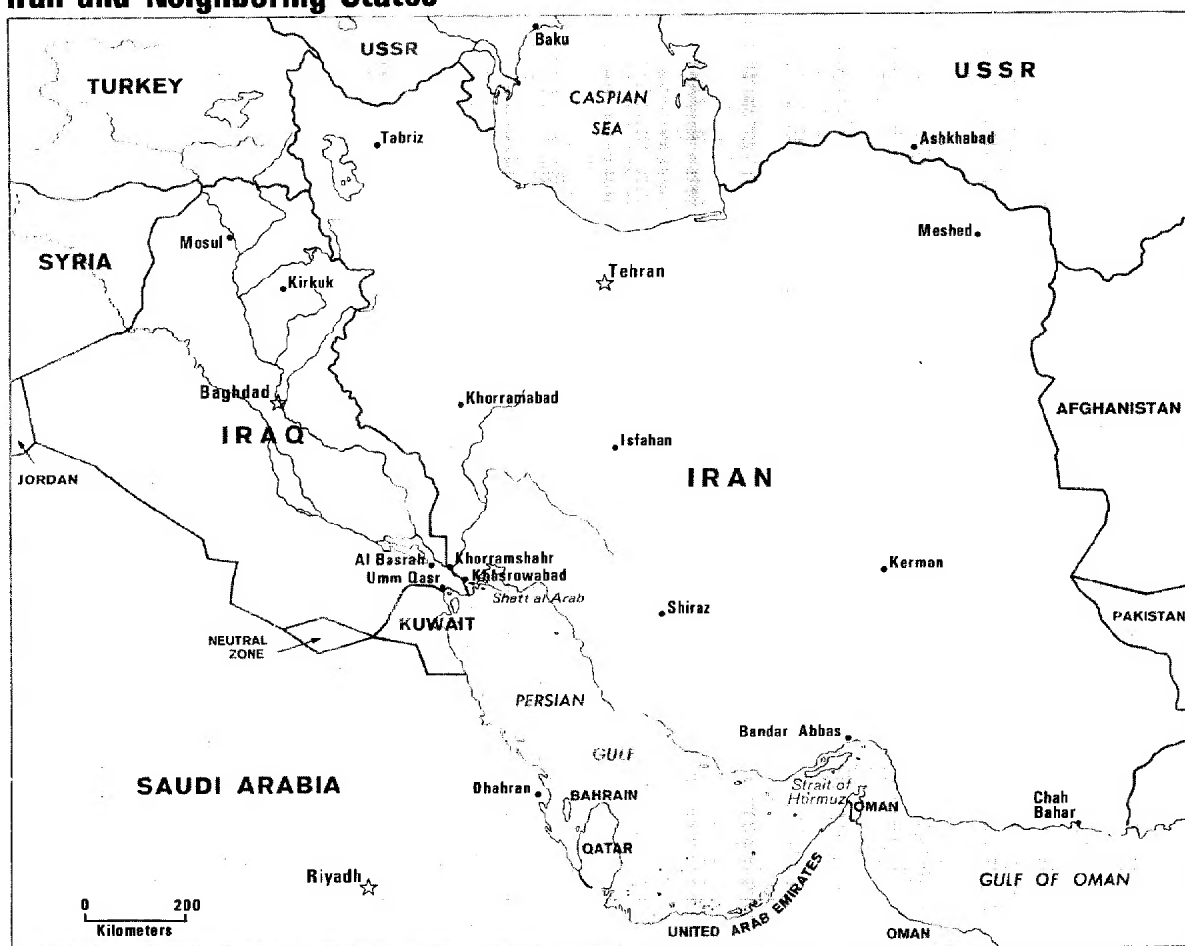 Iran and Neighboring States
Baku
USSR
USSR
TURKEY
CASPIAN
SEA
Tabriz
Ashkhabad
Mosul
Meshed
SYRIA
Tehran
Kirkuk
Baghdad
Khorramabad
AFGHANISTAN
IRAQ
Isfahan
JORDAN
IRAN
Al Basrah
Khorramshahr
Umm Qasr
Khosrowabad
Kerman
Shatt al Arab
Shiraz
KUWAIT
PAKISTAN
NEUTRAL
ZONE
PERSIAN
GULF
Bandar Abbas
SAUDI ARABIA
Dhahran
BAHRAIN
Strait of
Hormuz
OMAN
Chah
Bahar
QATAR
Riyadh
GULF OF OMAN
0 200
Kilometers
UNITED ARAB EMIRATES
OMAN